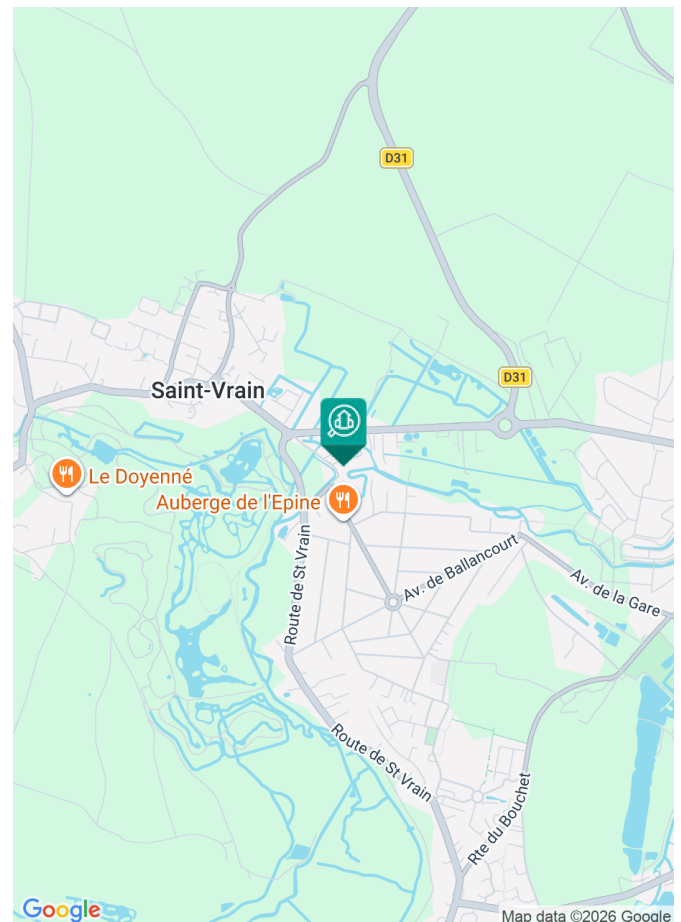 D31
D31
Saint-Vrain
Le Doyenné
Auberge de l'Epine
Route de St Vrain
Av. de Ballancourt
Av. de la Gare
Route de St Vrain
Rte du Bouchet
Google
Map data ©2026 Google